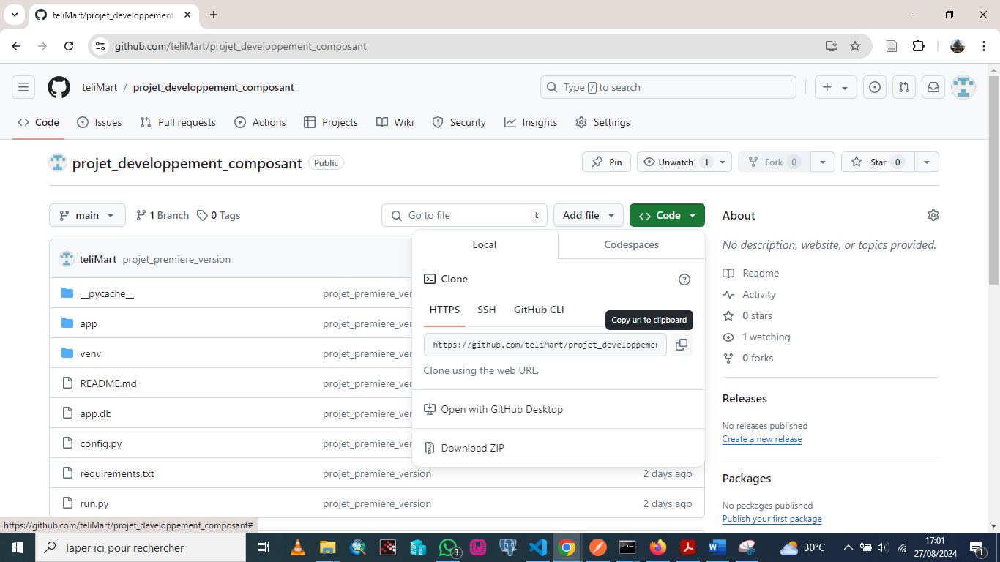 teliMart/projet_developpement
github.com/teliMart/projet_developpement_composant
teliMart / projet_developpement_composant
Type / to search
Code
Issues
Pull requests
Actions
Projects
Wiki
Security
Insights
Settings
projet_developpement_composant Public
Pin
Unwatch 1
Fork 0
Star 0
main
1 Branch
0 Tags
Go to file t
Add file
Code
Local
Codespaces
Clone
HTTPS SSH GitHub CLI
Copy url to clipboard
https://github.com/teliMart/projet_developpemen
Clone using the web URL.
Open with GitHub Desktop
Download ZIP
teliMart projet_premiere_version
__pycache__ projet_premiere_ver
app projet_premiere_ver
venv projet_premiere_ver
README.md projet_premiere_ver
app.db projet_premiere_ver
config.py projet_premiere_ver
requirements.txt projet_premiere_version 2 days ago
run.py projet_premiere_version 2 days ago
About
No description, website, or topics provided.
Readme
Activity
0 stars
1 watching
0 forks
Releases
No releases published
Create a new release
Packages
No packages published
Publish your first package
https://github.com/teliMart/projet_developpement_composant#
Taper ici pour rechercher
3
30°C
17:01
27/08/2024
1